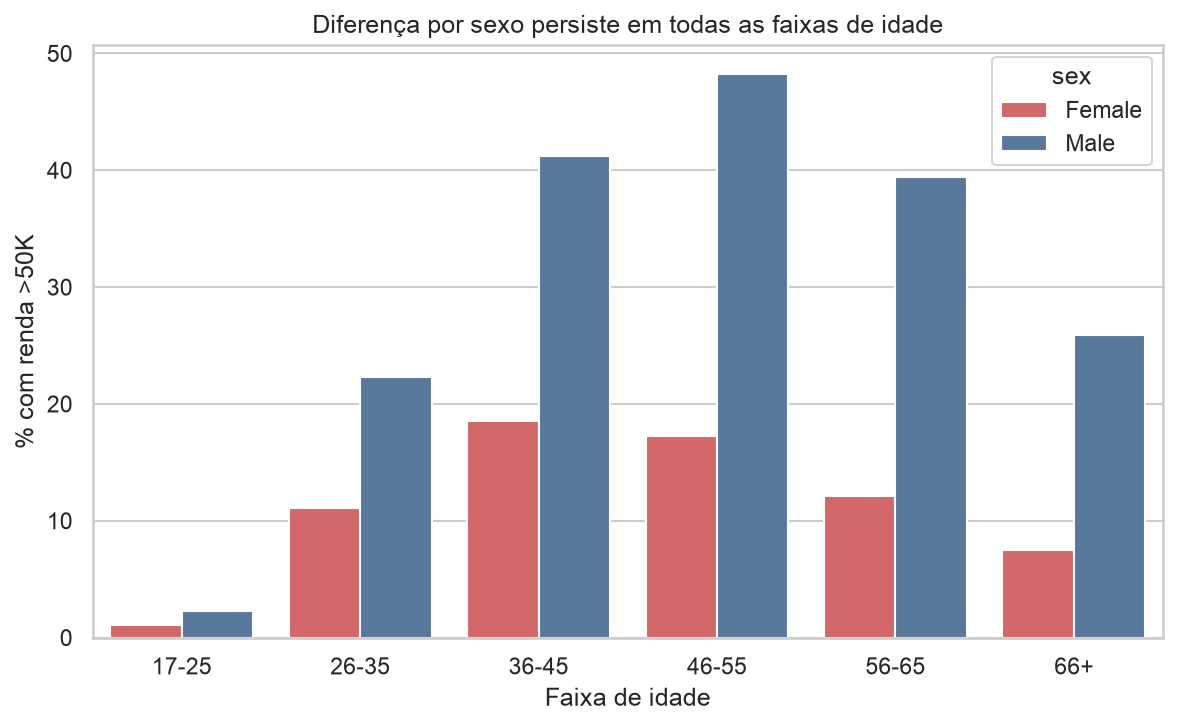 Diferença por sexo persiste em todas as faixas de idade
sex
Female
Male
% com renda >50K
50
40
30
20
10
0
17-25
26-35
36-45
46-55
56-65
66+
Faixa de idade